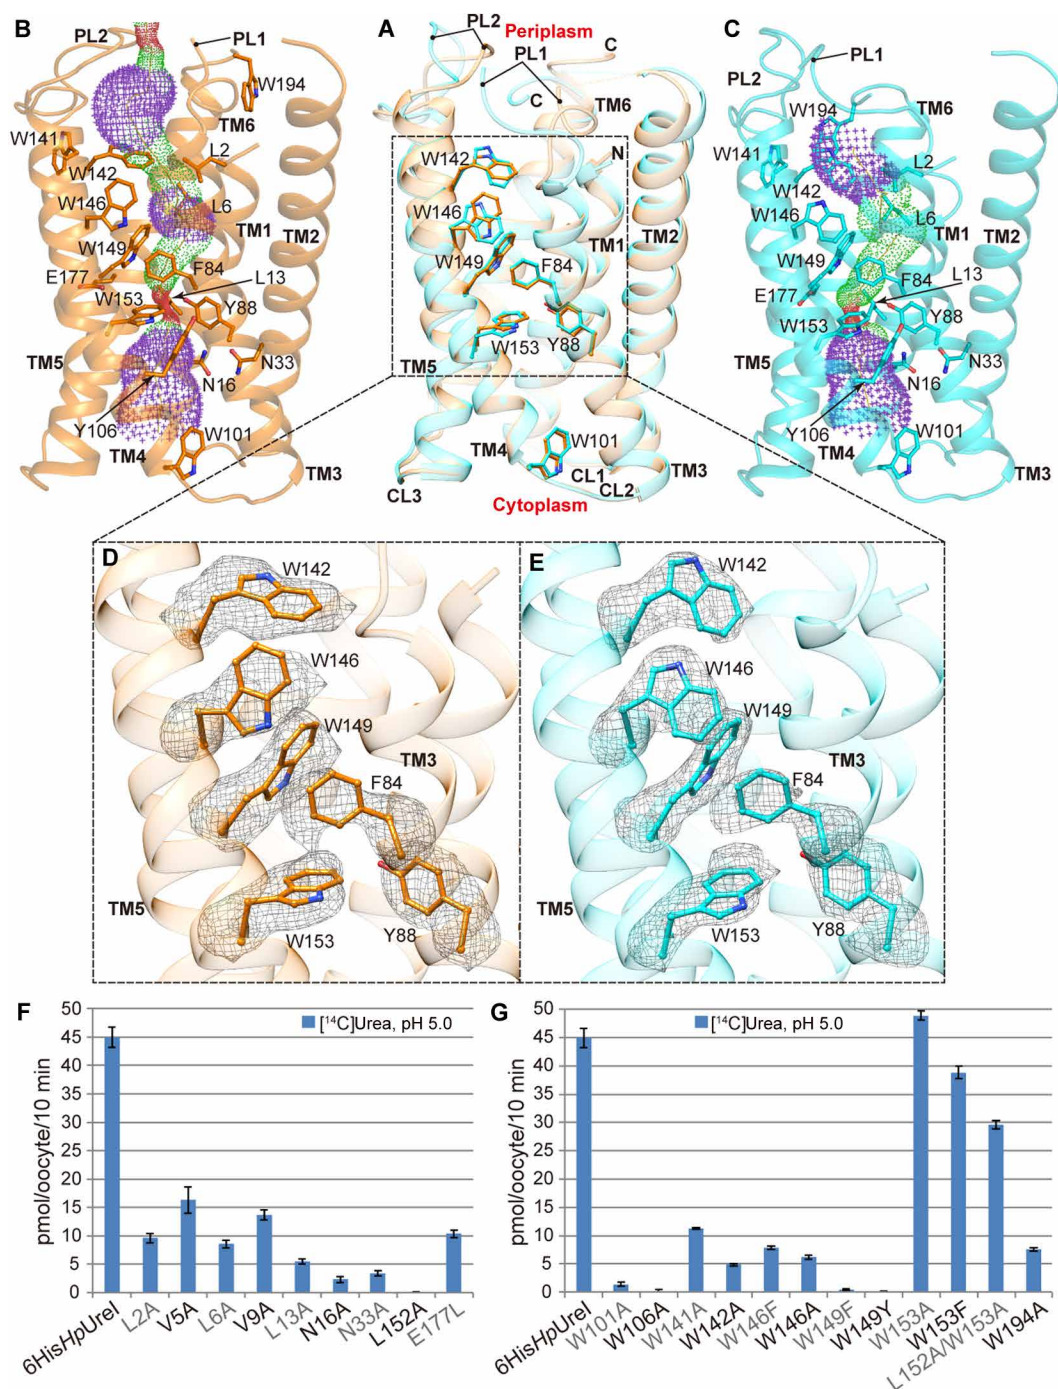 B
PL2
PL1
W194
TM6
W141
L2
W142
W146
L6
TM1
TM2
W149
F84
E177
L13
W153
Y88
TM5
N33
N16
Y106
W101
TM4
TM3
A
PL2
Periplasm
PL1
C
C
TM6
N
W142
W146
TM1
TM2
W149
F84
Y88
W153
TM5
W101
TM4
CL1
TM3
CL2
CL3
Cytoplasm
C
PL1
PL2
TM6
W194
W141
L2
W142
W146
L6
TM1
TM2
W149
F84
L13
E177
Y88
W153
TM5
N33
N16
Y106
W101
TM4
TM3
D
W142
W146
W149
TM3
F84
TM5
W153
Y88
E
W142
W146
W149
TM3
F84
TM5
W153
Y88
F
[14C]Urea, pH 5.0
pmol/oocyte/10 min
50
45
40
35
30
25
20
15
10
5
0
6HisHpUreI
L2A
V5A
L6A
V9A
L13A
N16A
N33A
L152A
E177L
G
[14C]Urea, pH 5.0
pmol/oocyte/10 min
50
45
40
35
30
25
20
15
10
5
0
6HisHpUreI
W101A
W106A
W141A
W142A
W146F
W146A
W149F
W149Y
W153A
W153F
L152A/W153A
W194A